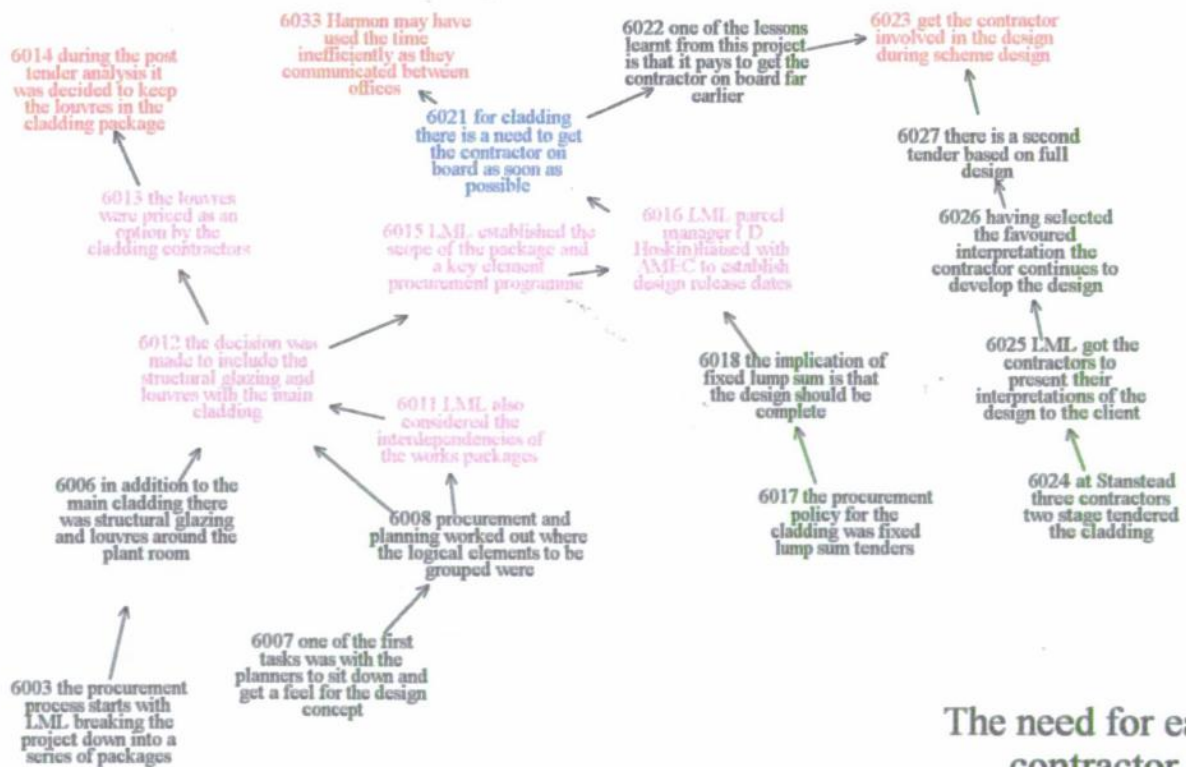 6014 during the post
tender analysis it
was decided to keep
the louvres in the
cladding package
6033 Harmon may have
used the time
inefficiently as they
communicated between
offices
6022 one of the lessons
learnt from this project
is that it pays to get the
contractor on board far
earlier
6023 get the contractor
involved in the design
during scheme design
6021 for cladding
there is a need to get
the contractor on
board as soon as
possible
6027 there is a second
tender based on full
design
6013 the louvres
were priced as an
option by the
cladding contractors
6015 LML established the
scope of the package and
a key element
procurement programme
6016 LML parcel
manager
liaised with
AMEC to establish
design release dates
6026 having selected
the favoured
interpretation the
contractor continues to
develop the design
6012 the decision was
made to include the
structural glazing and
louvres with the main
cladding
6011 LML also
considered the
interdependencies of
the works packages
6018 the implication of
fixed lump sum is that
the design should be
complete
6025 LML got the
contractors to
present their
interpretations of the
design to the client
6006 in addition to the
main cladding there
was structural glazing
and louvres around the
plant room
6008 procurement and
planning worked out where
the logical elements to be
grouped were
6017 the procurement
policy for the
cladding was fixed
lump sum tenders
6024 at Stanstead
three contractors
two stage tendered
the cladding
6007 one of the first
tasks was with the
planners to sit down and
get a feel for the design
concept
6003 the procurement
process starts with
LML breaking the
project down into a
series of packages
The need for ea
contractor